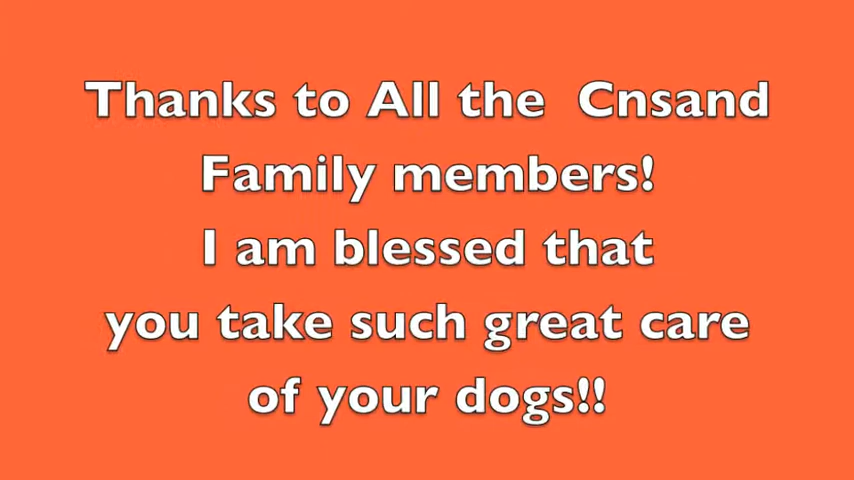 Thanks to All the  Cnsand
Family members!
I am blessed that
you take such great care
of your dogs!!